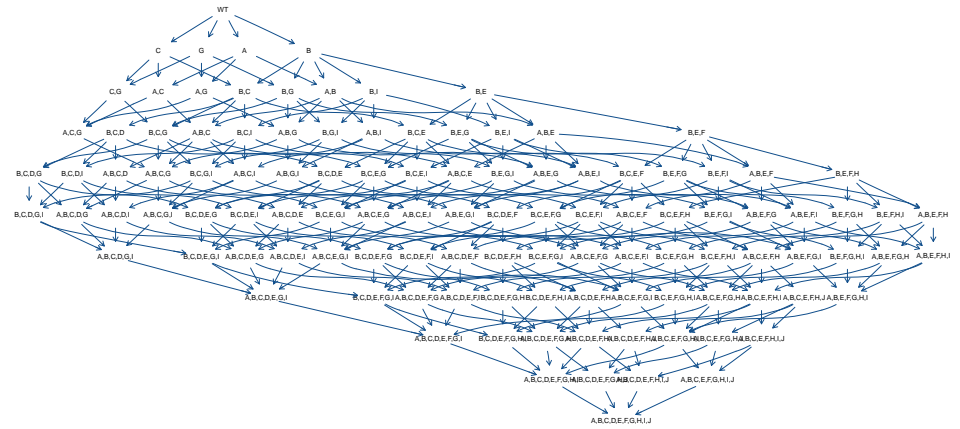 WT
C G A B
C,G A,C A,G B,C B,G A,B B,I B,E
A,C,G B,C,D B,C,G A,B,C B,C,I A,B,G B,G,I A,B,I B,C,E B,E,G B,E,I A,B,E B,E,F
B,C,D,G B,C,D,I A,B,C,D A,B,C,G B,C,G,I A,B,C,I A,B,G,I B,C,D,E B,C,E,G B,C,E,I A,B,C,E B,E,G,I A,B,E,G A,B,E,I B,C,E,F B,E,F,G B,E,F,I A,B,E,F B,E,F,H
B,C,D,G,I A,B,C,D,G A,B,C,D,I A,B,C,G,I B,C,D,E,G B,C,D,E,I A,B,C,D,E B,C,E,G,I A,B,C,E,G A,B,C,E,I A,B,E,G,I B,C,D,E,F B,C,E,F,G B,C,E,F,I A,B,C,E,F B,C,E,F,H B,E,F,G,I A,B,E,F,G A,B,E,F,I B,E,F,G,H B,E,F,H,I A,B,E,F,H
A,B,C,D,G,I B,C,D,E,G,I A,B,C,D,E,G A,B,C,D,E,I A,B,C,E,G,I B,C,D,E,F,G B,C,D,E,F,I A,B,C,D,E,F B,C,D,E,F,H B,C,E,F,G,I A,B,C,E,F,G A,B,C,E,F,I B,C,E,F,G,H B,C,E,F,H,I A,B,C,E,F,H A,B,E,F,G,I B,E,F,G,H,I A,B,E,F,G,H A,B,E,F,H,I
A,B,C,D,E,G,I B,C,D,E,F,G,I A,B,C,D,E,F,G A,B,C,D,E,F,I B,C,D,E,F,G,H B,C,D,E,F,H,I A,B,C,D,E,F,H A,B,C,E,F,G,I B,C,E,F,G,H,I A,B,C,E,F,G,H A,B,C,E,F,H,I A,B,C,E,F,H,J A,B,E,F,G,H,I
A,B,C,D,E,F,G,I B,C,D,E,F,G,H,I A,B,C,E,F,H,I,J
A,B,C,E,F,G,H,I,J
A,B,C,D,E,F,G,H,I,J